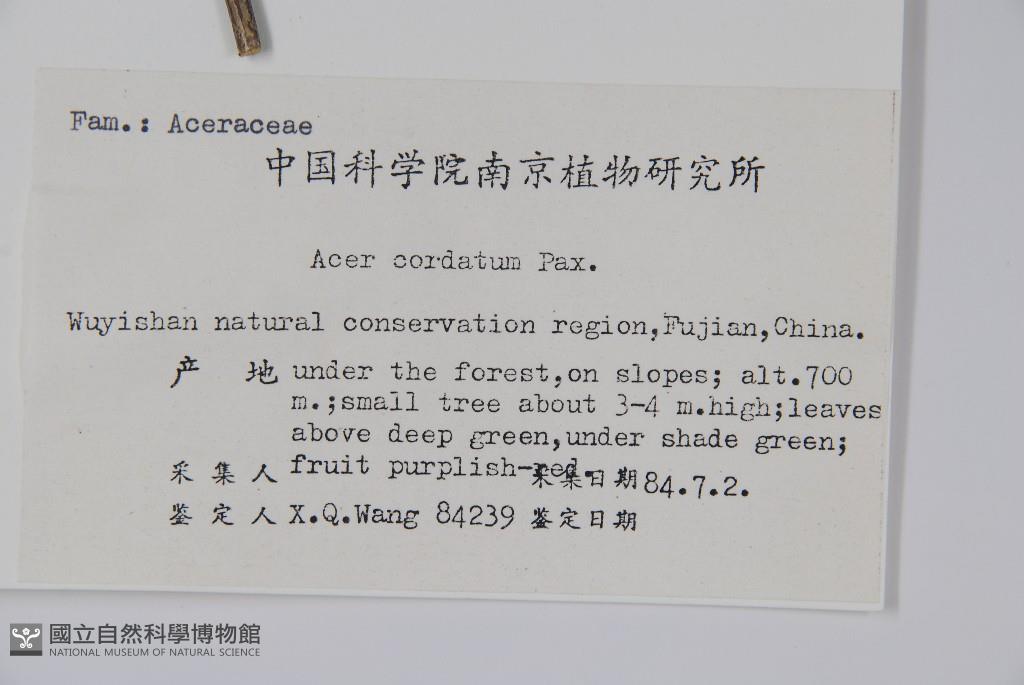 Fam.: Aceraceae
中国科学院南京植物研究所
Acer cordatum Pax.
Wuyishan natural conservation region,Fujian,China.
产 地 under the forest,on slopes; alt.700
m.;small tree about 3-4 m.high;leaves
above deep green,under shade green;
采 集 人 fruit purplish-red. 采集日期 84.7.2.
鉴 定 人 X.Q.Wang 84239 鉴定日期
國立自然科學博物館
NATIONAL MUSEUM OF NATURAL SCIENCE